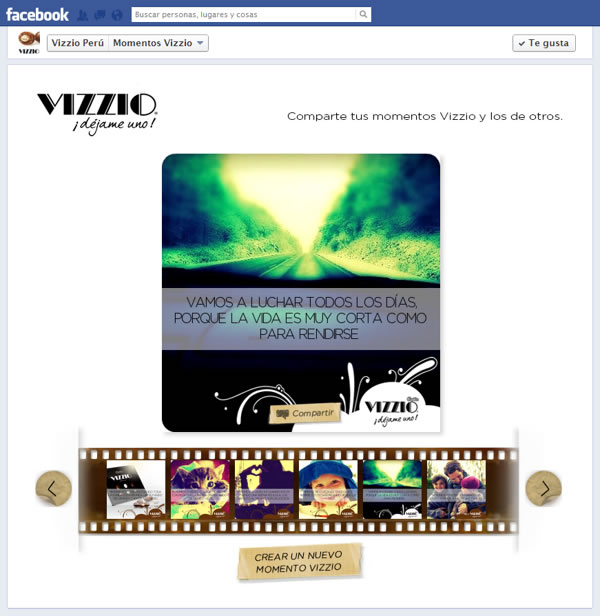 facebook
Buscar personas, lugares y cosas
VIZZIO
Vizzio Perú
Momentos Vizzio
Te gusta
VIZZIO
¡déjame uno!
Comparte tus momentos Vizzio y los de otros.
VAMOS A LUCHAR TODOS LOS DÍAS,
PORQUE LA VIDA ES MUY CORTA COMO
PARA RENDIRSE
Compartir
VIZZIO
¡déjame uno!
VIZZIO
CREAR UN NUEVO
MOMENTO VIZZIO